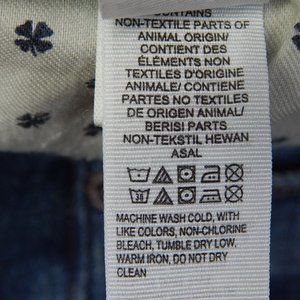 CONTAINS
NON-TEXTILE PARTS OF
ANIMAL ORIGIN/
CONTIENT DES
ÉLÉMENTS NON
TEXTILES D'ORIGINE
ANIMALE/ CONTIENE
PARTES NO TEXTILES
DE ORIGEN ANIMAL/
BERISI PARTS
NON-TEKSTIL HEWAN
ASAL
30
MACHINE WASH COLD, WITH
LIKE COLORS, NON-CHLORINE
BLEACH, TUMBLE DRY LOW.
WARM IRON, DO NOT DRY
CLEAN